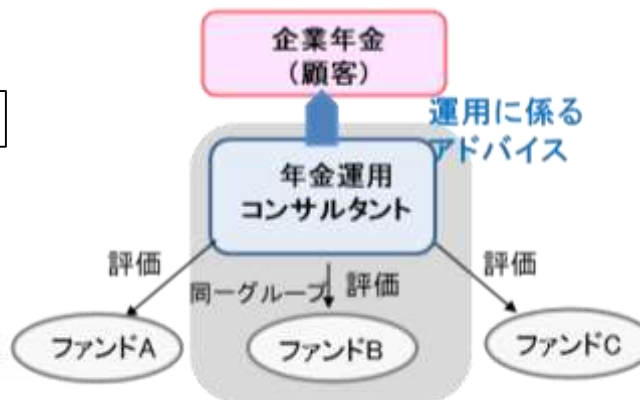 企業年金
（顧客）
運用に係る
アドバイス
年金運用
コンサルタント
評価
同一グループ
評価
評価
ファンドA
ファンドB
ファンドC